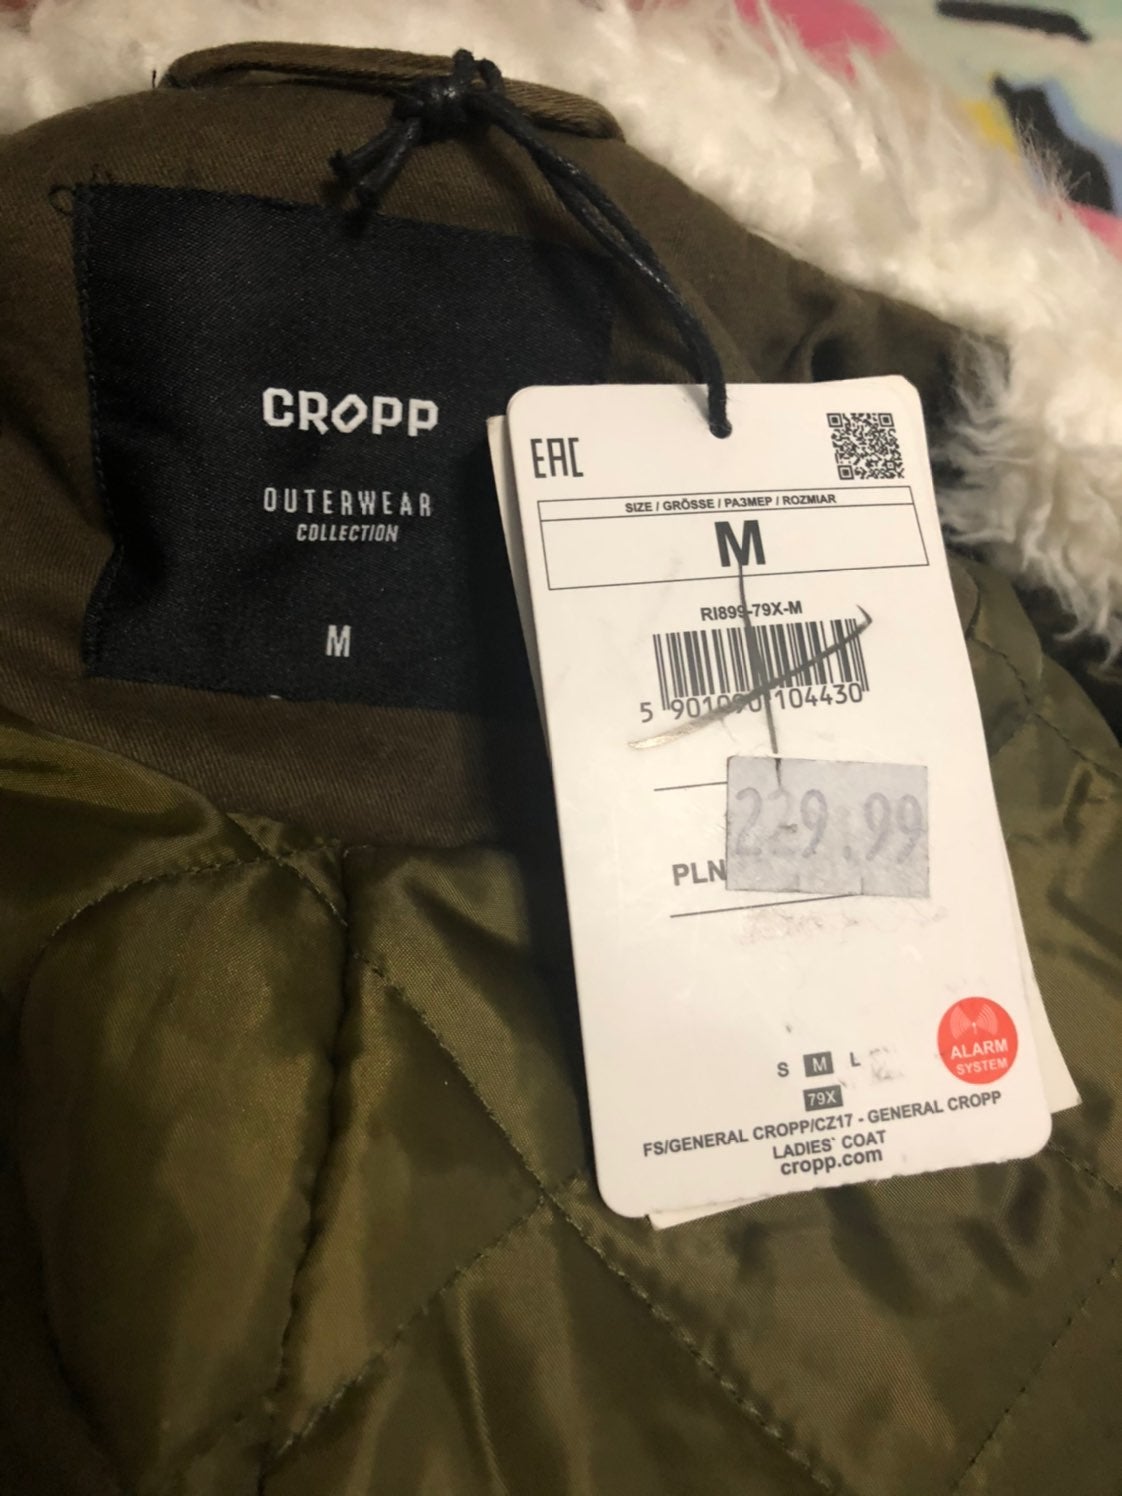 CROPP
OUTERWEAR
COLLECTION
M
EAC
SIZE / GRÖSSE / РАЗМЕР / ROZMIAR
M
RI899-79X-M
5 901090 104430
229.99
PLN
S M L
79X
ALARM
SYSTEM
FS/GENERAL CROPP/CZ17 - GENERAL CROPP
LADIES` COAT
cropp.com